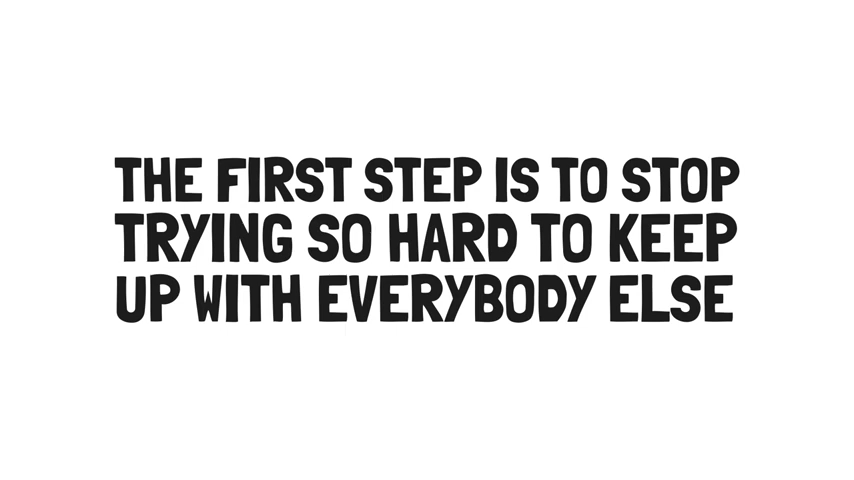 THE FIRST STEP IS TO STOP
TRYING SO HARD TO KEEP
UP WITH EVERYBODY ELSE